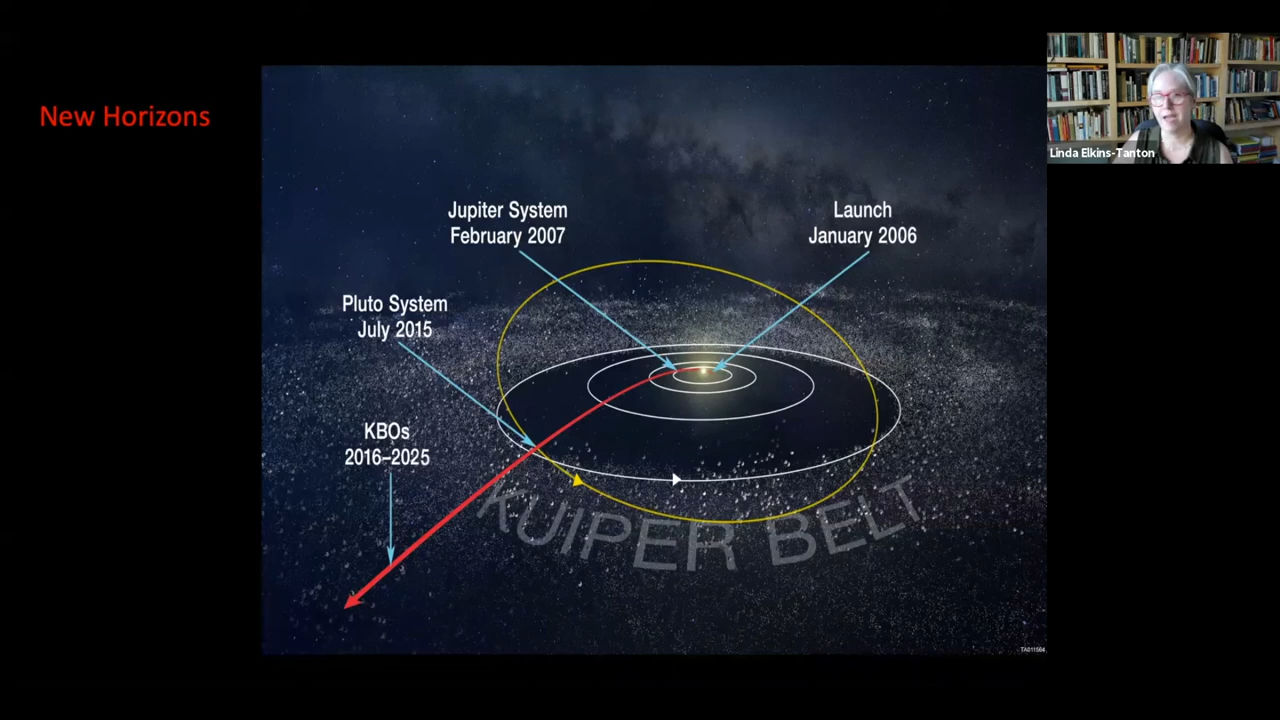 New Horizons
Linda Elkins-Tanton
Jupiter System
February 2007
Launch
January 2006
Pluto System
July 2015
KBOs
2016–2025
KUIPER BELT
TA011564